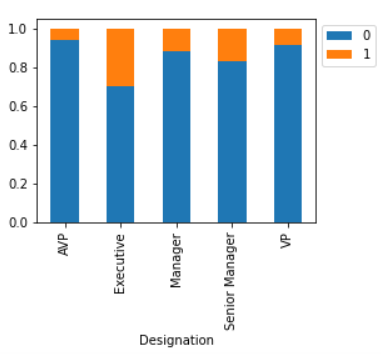 1.0
0.8
0.6
0.4
0.2
0.0
0
1
AVP
Executive
Manager
Senior Manager
VP
Designation